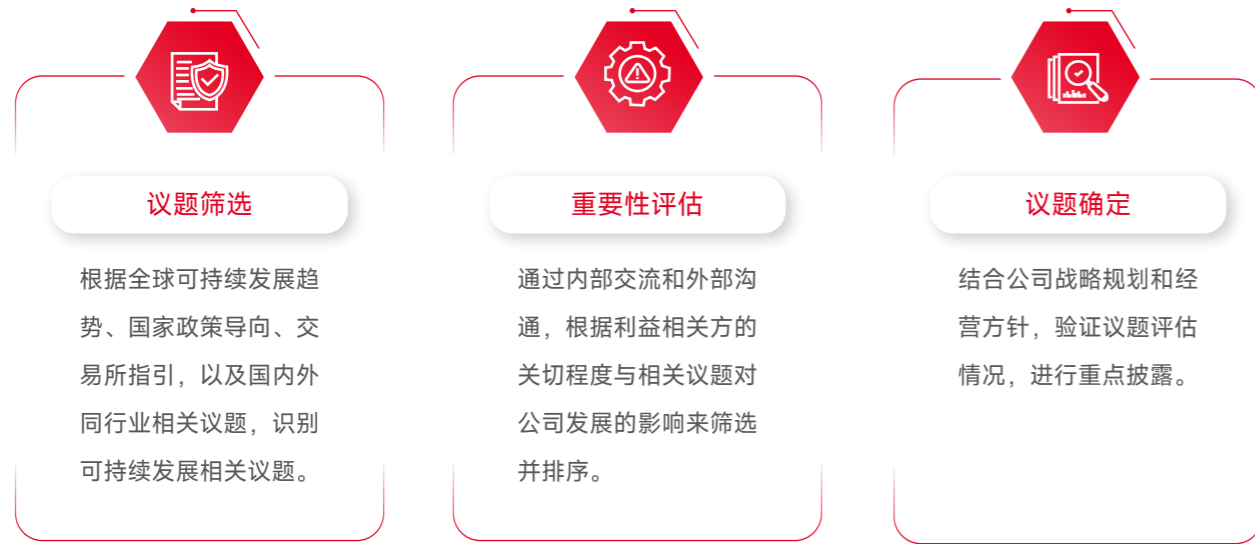 议题筛选
根据全球可持续发展趋
势、国家政策导向、交
易所指引，以及国内外
同行业相关议题，识别
可持续发展相关议题。
重要性评估
通过内部交流和外部沟
通，根据利益相关方的
关切程度与相关议题对
公司发展的影响来筛选
并排序。
议题确定
结合公司战略规划和经
营方针，验证议题评估
情况，进行重点披露。